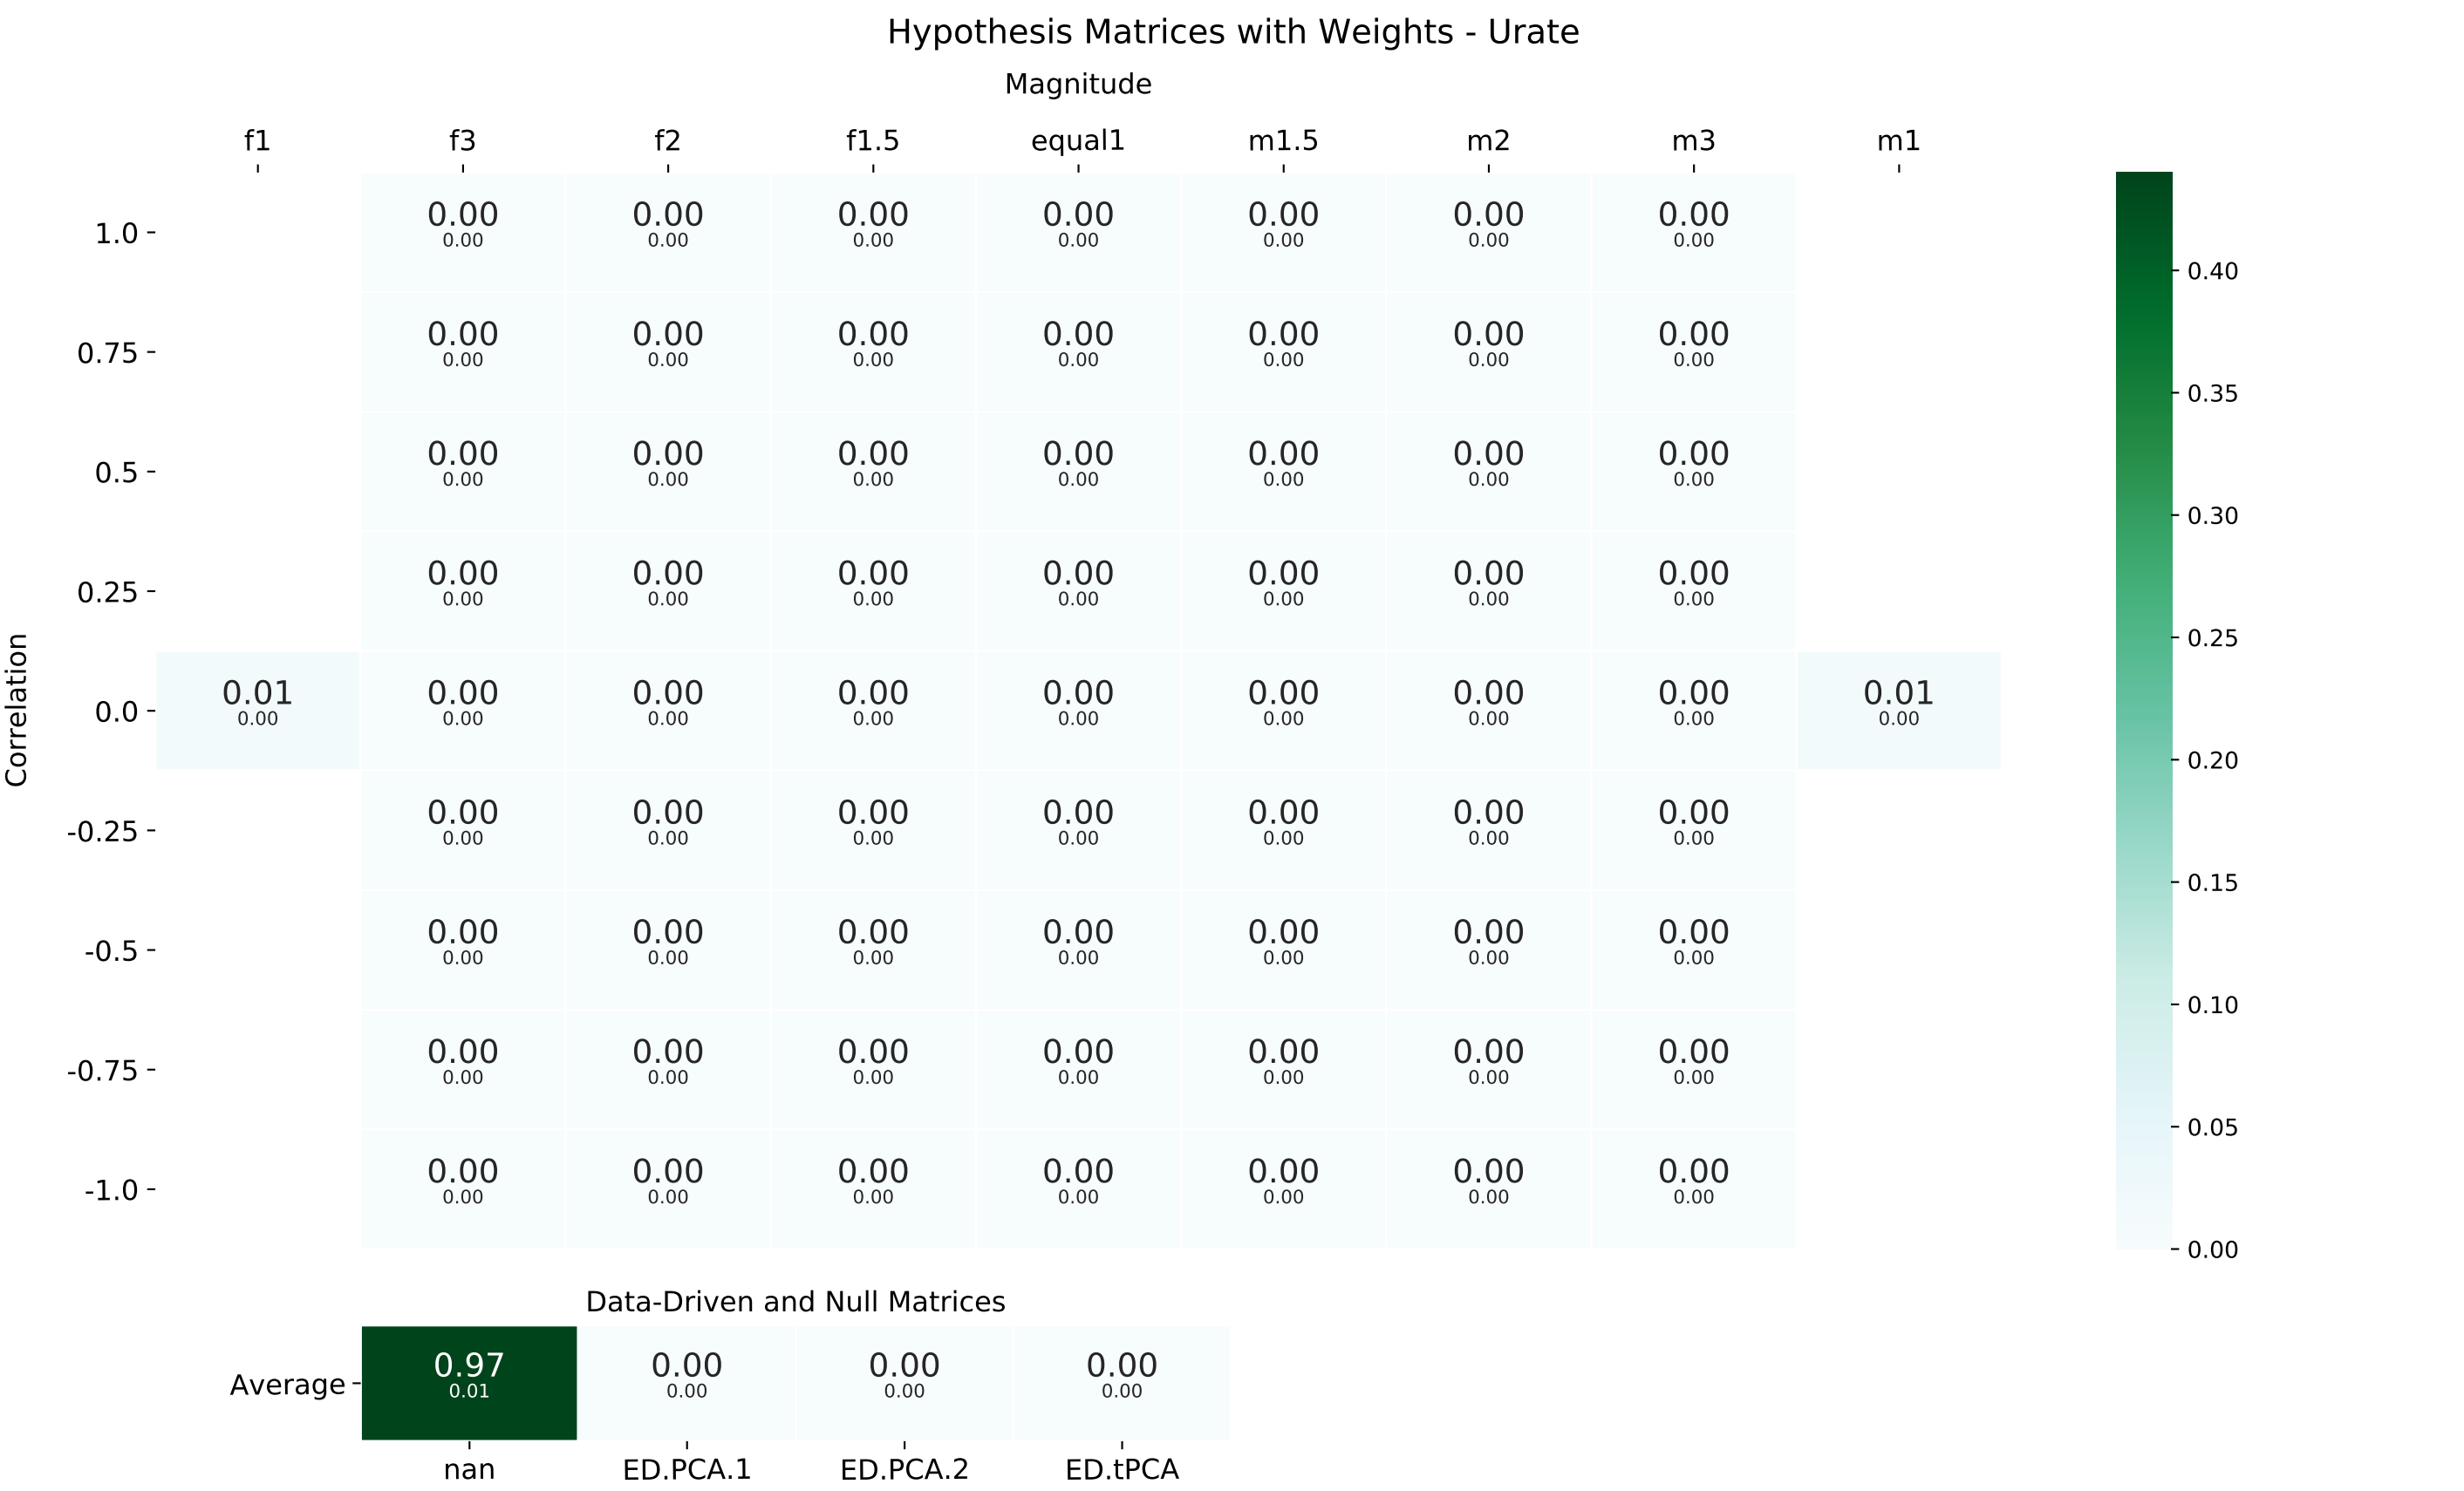 Hypothesis Matrices with Weights - Urate
Magnitude
f1 f3 f2 f1.5 equal1 m1.5 m2 m3 m1
1.0 0.00 0.00 0.00 0.00 0.00 0.00 0.00
0.00 0.00 0.00 0.00 0.00 0.00 0.00
0.75 0.00 0.00 0.00 0.00 0.00 0.00 0.00
0.00 0.00 0.00 0.00 0.00 0.00 0.00
0.5 0.00 0.00 0.00 0.00 0.00 0.00 0.00
0.00 0.00 0.00 0.00 0.00 0.00 0.00
0.25 0.00 0.00 0.00 0.00 0.00 0.00 0.00
0.00 0.00 0.00 0.00 0.00 0.00 0.00
Correlation
0.0 0.01 0.00 0.00 0.00 0.00 0.00 0.00 0.00 0.01
0.00 0.00 0.00 0.00 0.00 0.00 0.00 0.00 0.00
-0.25 0.00 0.00 0.00 0.00 0.00 0.00 0.00
0.00 0.00 0.00 0.00 0.00 0.00 0.00
-0.5 0.00 0.00 0.00 0.00 0.00 0.00 0.00
0.00 0.00 0.00 0.00 0.00 0.00 0.00
-0.75 0.00 0.00 0.00 0.00 0.00 0.00 0.00
0.00 0.00 0.00 0.00 0.00 0.00 0.00
-1.0 0.00 0.00 0.00 0.00 0.00 0.00 0.00
0.00 0.00 0.00 0.00 0.00 0.00 0.00
0.40
0.35
0.30
0.25
0.20
0.15
0.10
0.05
0.00
Data-Driven and Null Matrices
Average 0.97 0.00 0.00 0.00
0.01 0.00 0.00 0.00
nan ED.PCA.1 ED.PCA.2 ED.tPCA